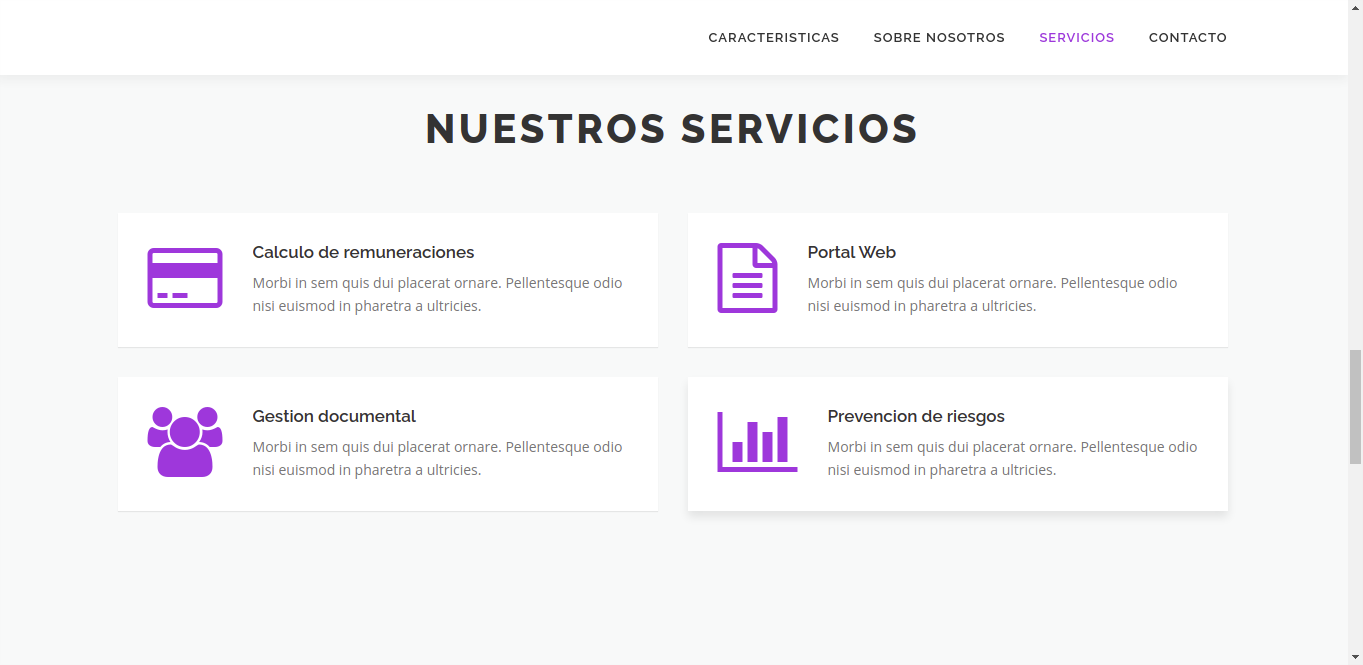 CARACTERISTICAS SOBRE NOSOTROS SERVICIOS CONTACTO
NUESTROS SERVICIOS
Calculo de remuneraciones
Morbi in sem quis dui placerat ornare. Pellentesque odio
nisi euismod in pharetra a ultricies.
Portal Web
Morbi in sem quis dui placerat ornare. Pellentesque odio
nisi euismod in pharetra a ultricies.
Gestion documental
Morbi in sem quis dui placerat ornare. Pellentesque odio
nisi euismod in pharetra a ultricies.
Prevencion de riesgos
Morbi in sem quis dui placerat ornare. Pellentesque odio
nisi euismod in pharetra a ultricies.